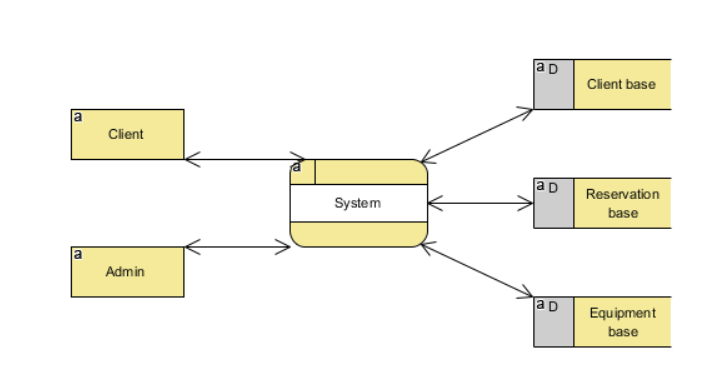 a D
Client base
a
Client
a
System
a D
Reservation
base
a
Admin
a D
Equipment
base